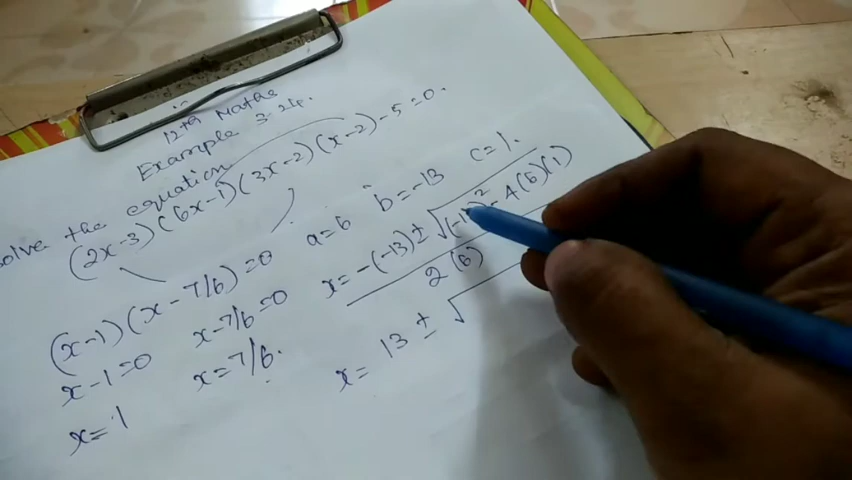 12th Maths
Example 3.24.
solve the equation
(2x-3)(6x-1)(3x-2)(x-2)-5=0.
(x-1)(x-7/6)=0
x-1=0 x-7/6=0
x=1 x=7/6.
a=6 b=-13 c=1.
x=-(-13)±√(-1)²-4(6)(1)
2(6)
x= 13 ± √